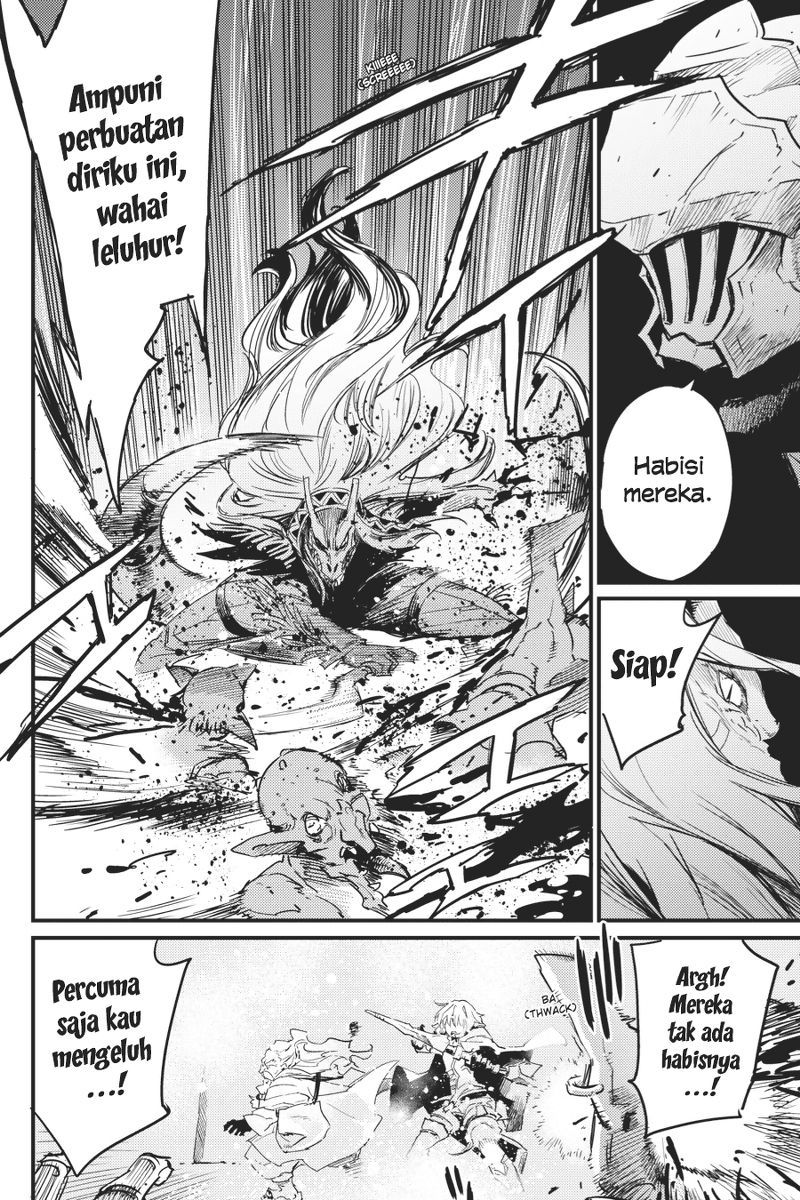 Habisi
mereka.
Siap!
KIIIEEE
(SCREEEEE)
Ampuni
perbuatan
diriku ini,
wahai
leluhur!
Argh!
Mereka
tak ada
habisnya
...!
(THWACK)
Percuma
saja kau
mengeluh
...!